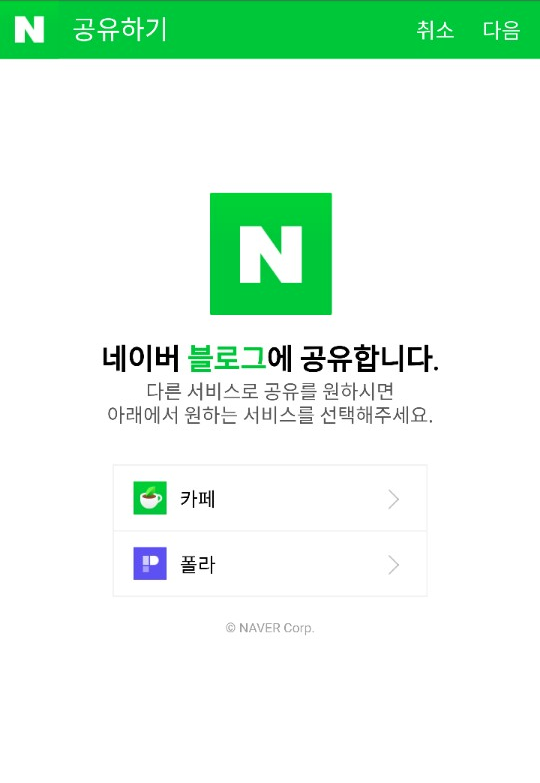 N 공유하기 취소 다음
N
네이버 블로그에 공유합니다.
다른 서비스로 공유를 원하시면
아래에서 원하는 서비스를 선택해주세요.
카페
P 폴라
© NAVER Corp.